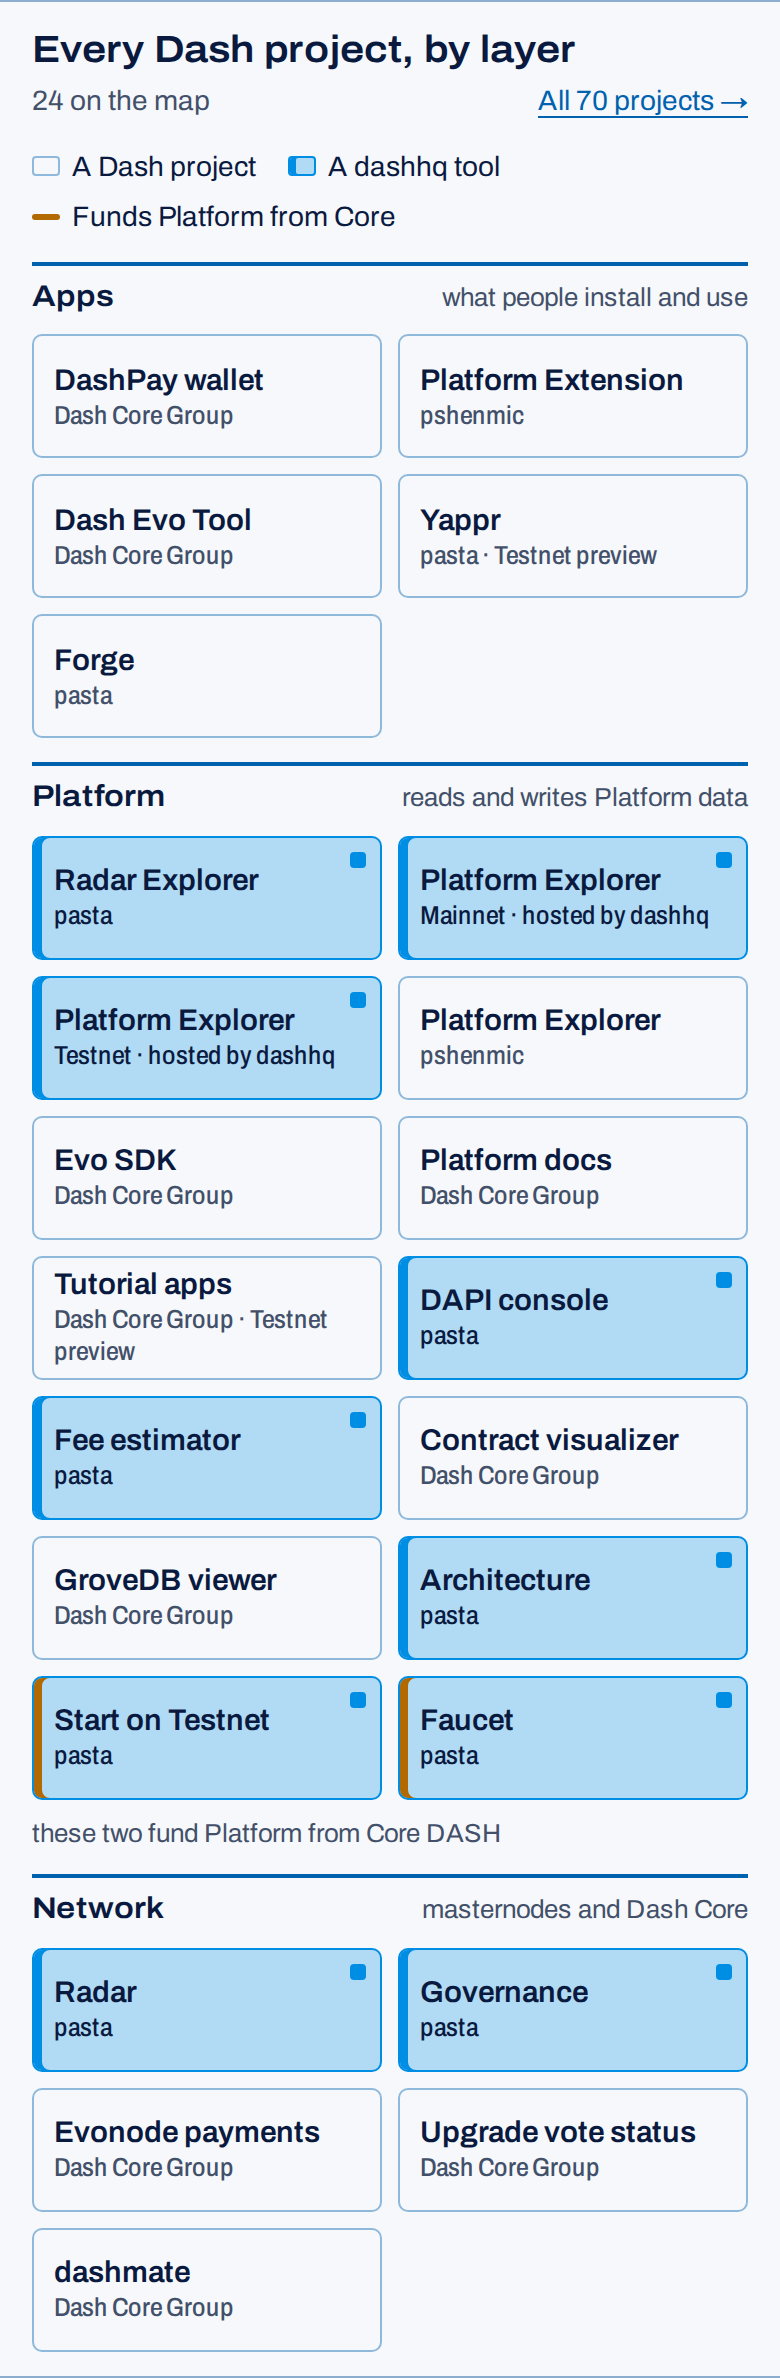 Every Dash project, by layer
24 on the map
All 70 projects →
A Dash project
A dashhq tool
Funds Platform from Core
Apps
what people install and use
DashPay wallet
Dash Core Group
Platform Extension
pshenmic
Dash Evo Tool
Dash Core Group
Yappr
pasta · Testnet preview
Forge
pasta
Platform
reads and writes Platform data
Radar Explorer
pasta
Platform Explorer
Mainnet · hosted by dashhq
Platform Explorer
Testnet · hosted by dashhq
Platform Explorer
pshenmic
Evo SDK
Dash Core Group
Platform docs
Dash Core Group
Tutorial apps
Dash Core Group · Testnet
preview
DAPI console
pasta
Fee estimator
pasta
Contract visualizer
Dash Core Group
GroveDB viewer
Dash Core Group
Architecture
pasta
Start on Testnet
pasta
Faucet
pasta
these two fund Platform from Core DASH
Network
masternodes and Dash Core
Radar
pasta
Governance
pasta
Evonode payments
Dash Core Group
Upgrade vote status
Dash Core Group
dashmate
Dash Core Group